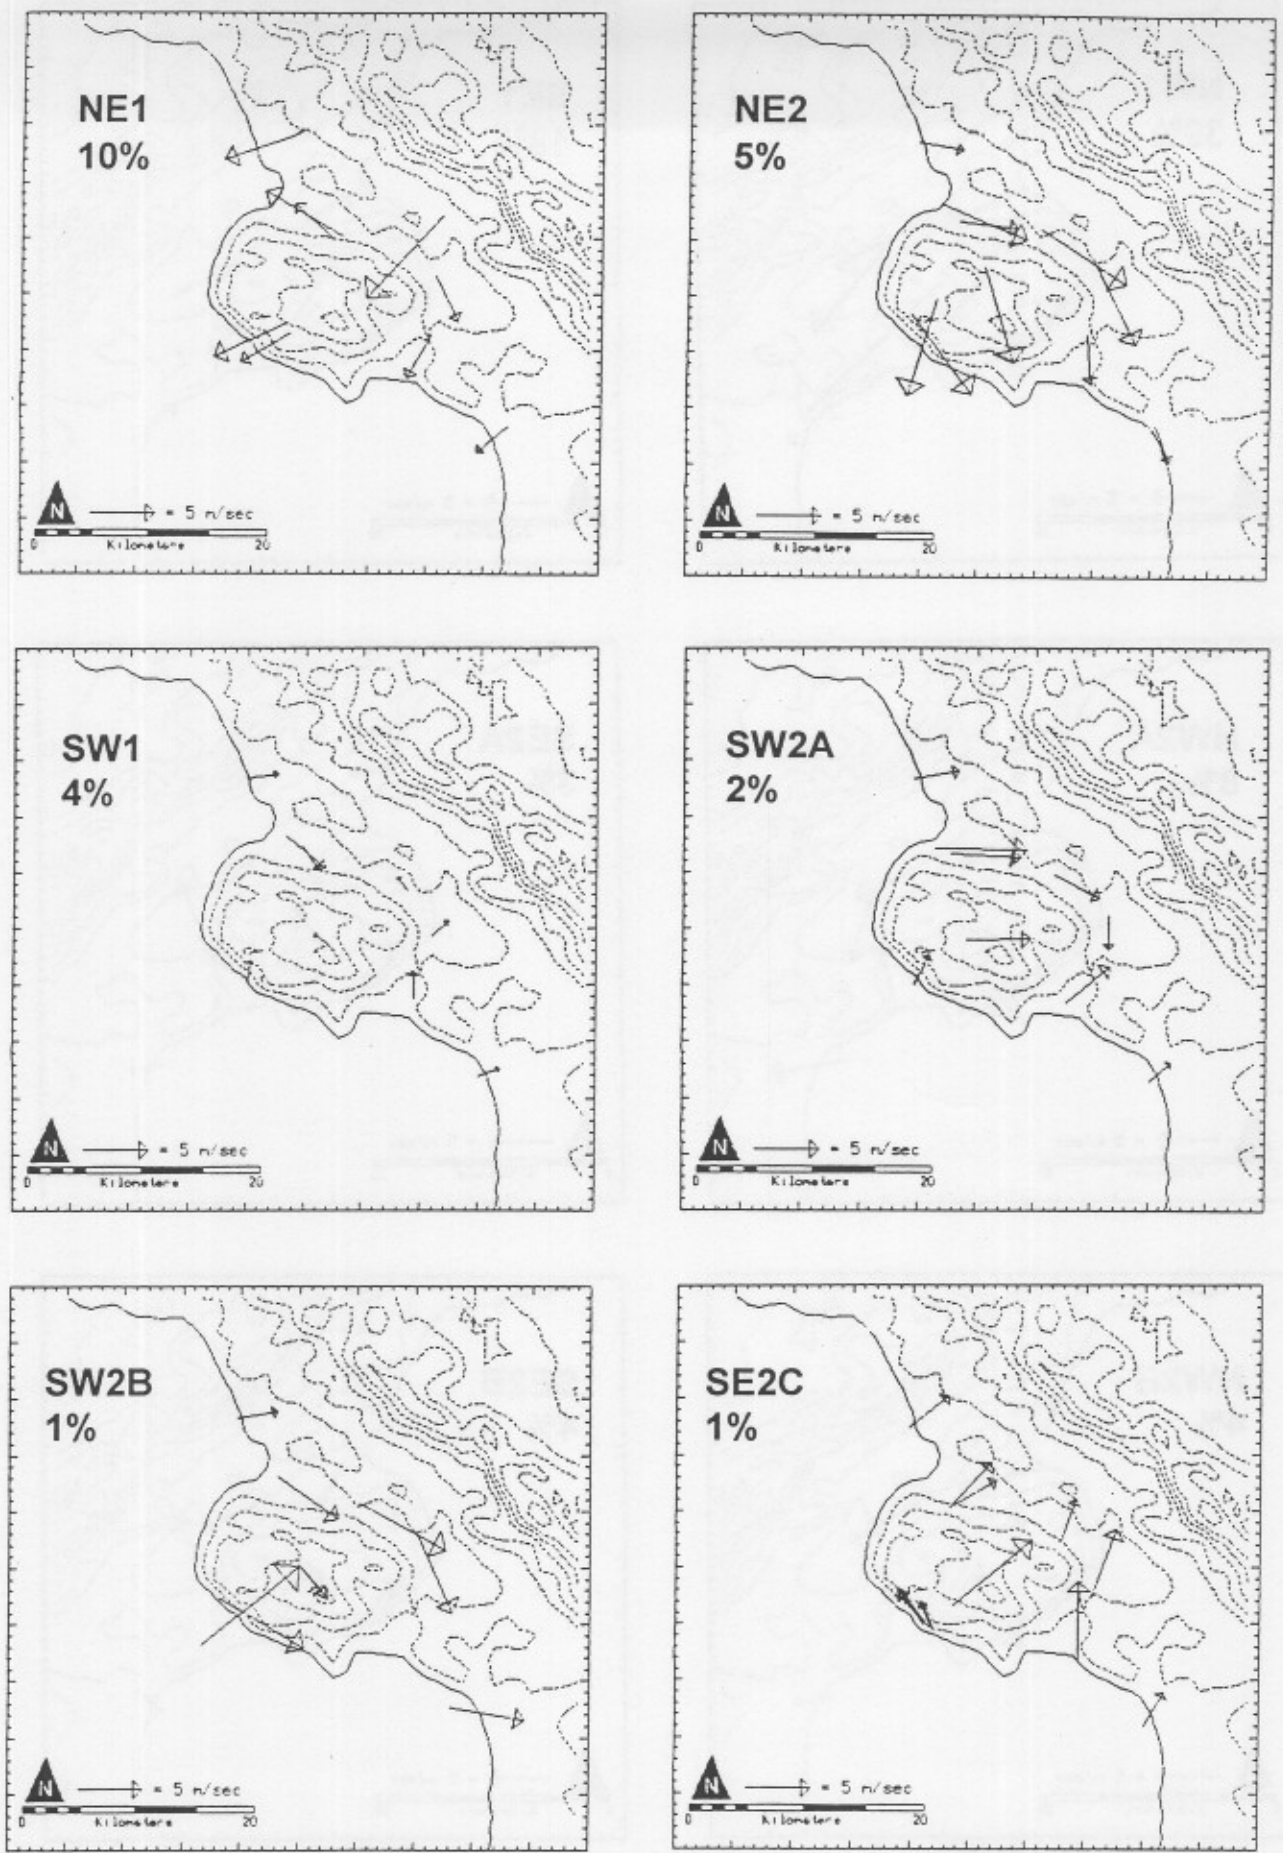 NE1
10%
N
= 5 m/sec
0 Kilometers 20
NE2
5%
N
= 5 m/sec
0 Kilometers 20
SW1
4%
N
= 5 m/sec
0 Kilometers 20
SW2A
2%
N
= 5 m/sec
0 Kilometers 20
SW2B
1%
N
= 5 m/sec
0 Kilometers 20
SE2C
1%
N
= 5 m/sec
0 Kilometers 20